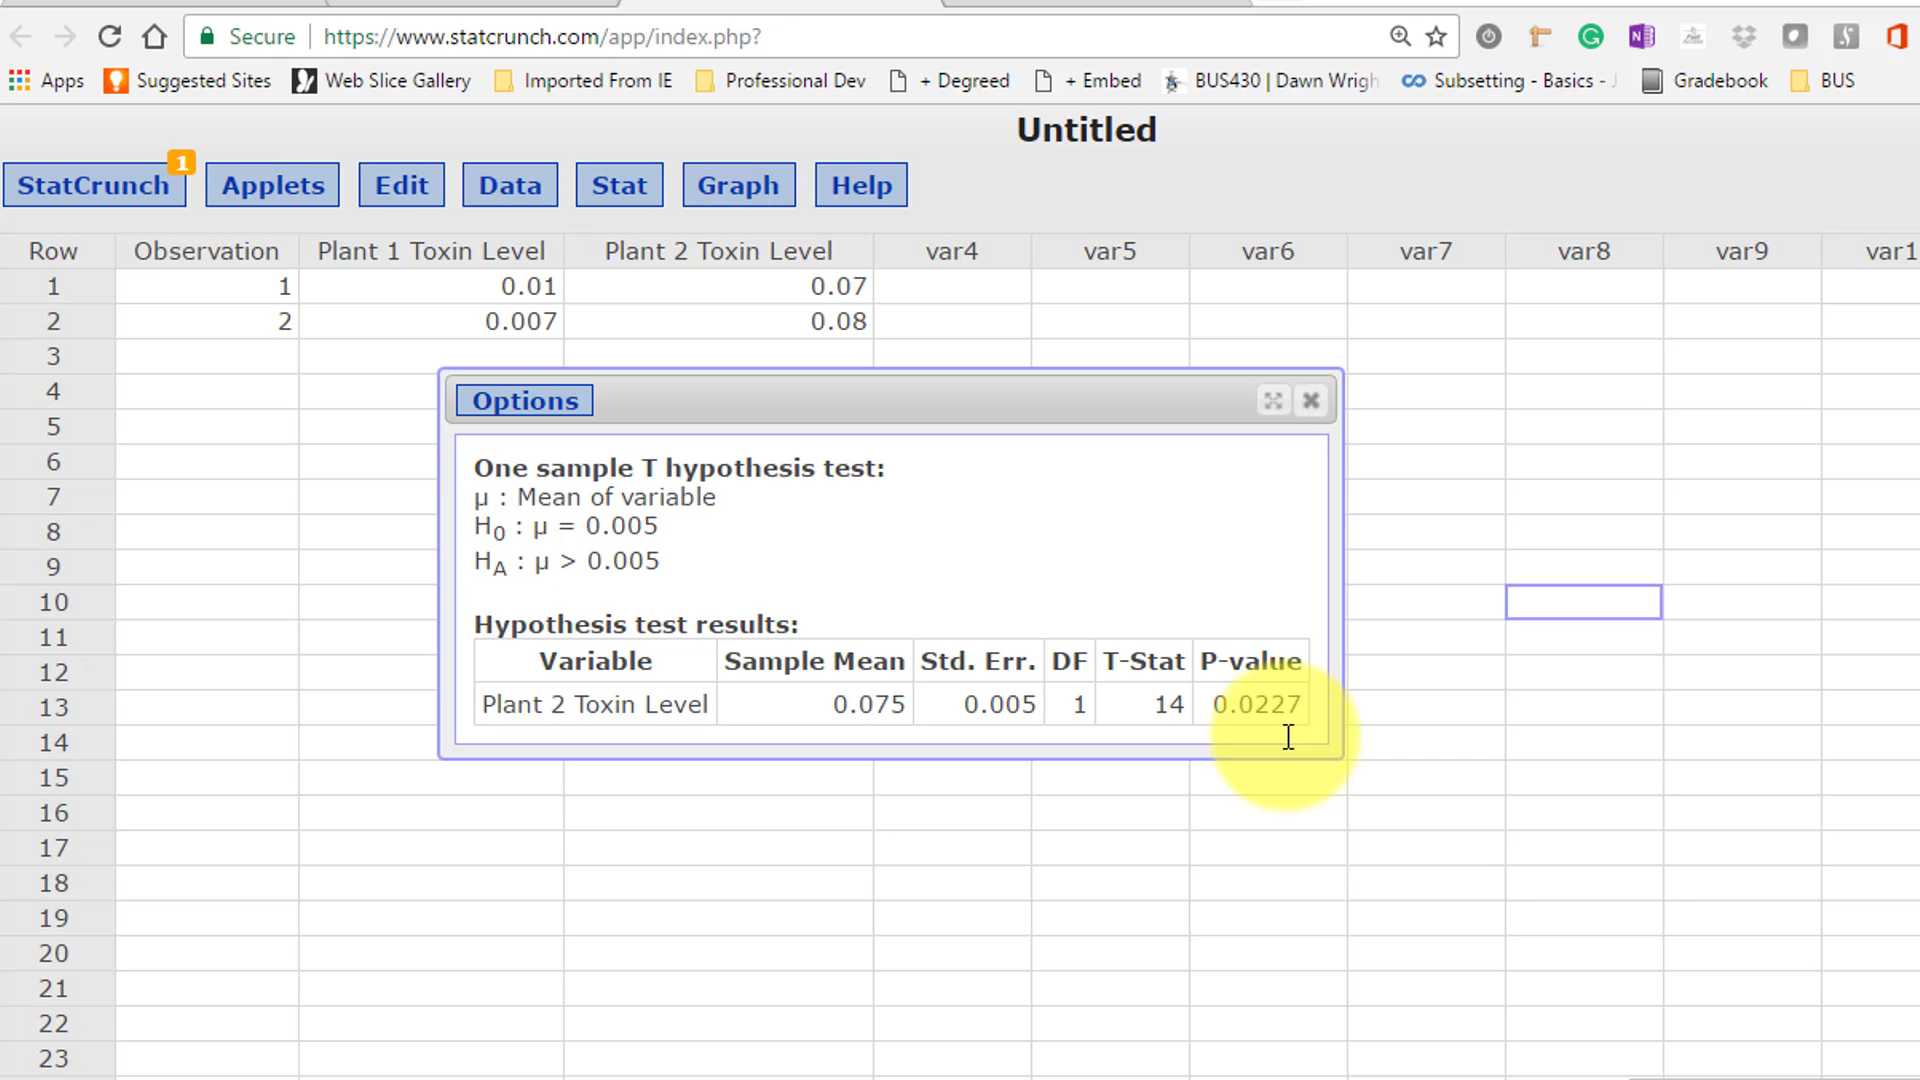 Secure https://www.statcrunch.com/app/index.php?
Apps Suggested Sites Web Slice Gallery Imported From IE Professional Dev + Degreed + Embed BUS430 | Dawn Wrigh Subsetting - Basics - Gradebook BUS
Untitled
StatCrunch 1 Applets Edit Data Stat Graph Help
Row Observation Plant 1 Toxin Level Plant 2 Toxin Level var4 var5 var6 var7 var8 var9 var1
1 1 0.01 0.07
2 2 0.007 0.08
3
4
5
6
7
8
9
10
11
12
13
14
15
16
17
18
19
20
21
22
23
Options
One sample T hypothesis test:
μ : Mean of variable
H0 : μ = 0.005
HA : μ > 0.005
Hypothesis test results:
Variable Sample Mean Std. Err. DF T-Stat P-value
Plant 2 Toxin Level 0.075 0.005 1 14 0.0227